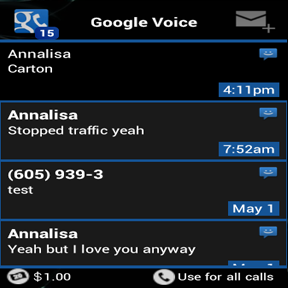 15
Google Voice
Annalisa
Carton
4:11pm
Annalisa
Stopped traffic yeah
7:52am
(605) 939-3
test
May 1
Annalisa
Yeah but I love you anyway
$1.00
Use for all calls